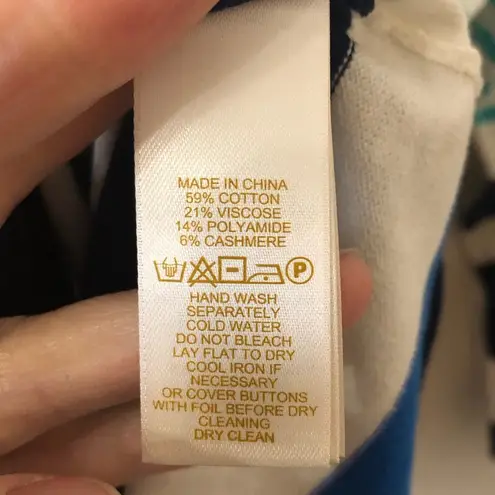 MADE IN CHINA
59% COTTON
21% VISCOSE
14% POLYAMIDE
6% CASHMERE
P
HAND WASH
SEPARATELY
COLD WATER
DO NOT BLEACH
LAY FLAT TO DRY
COOL IRON IF
NECESSARY
OR COVER BUTTONS
WITH FOIL BEFORE DRY
CLEANING
DRY CLEAN